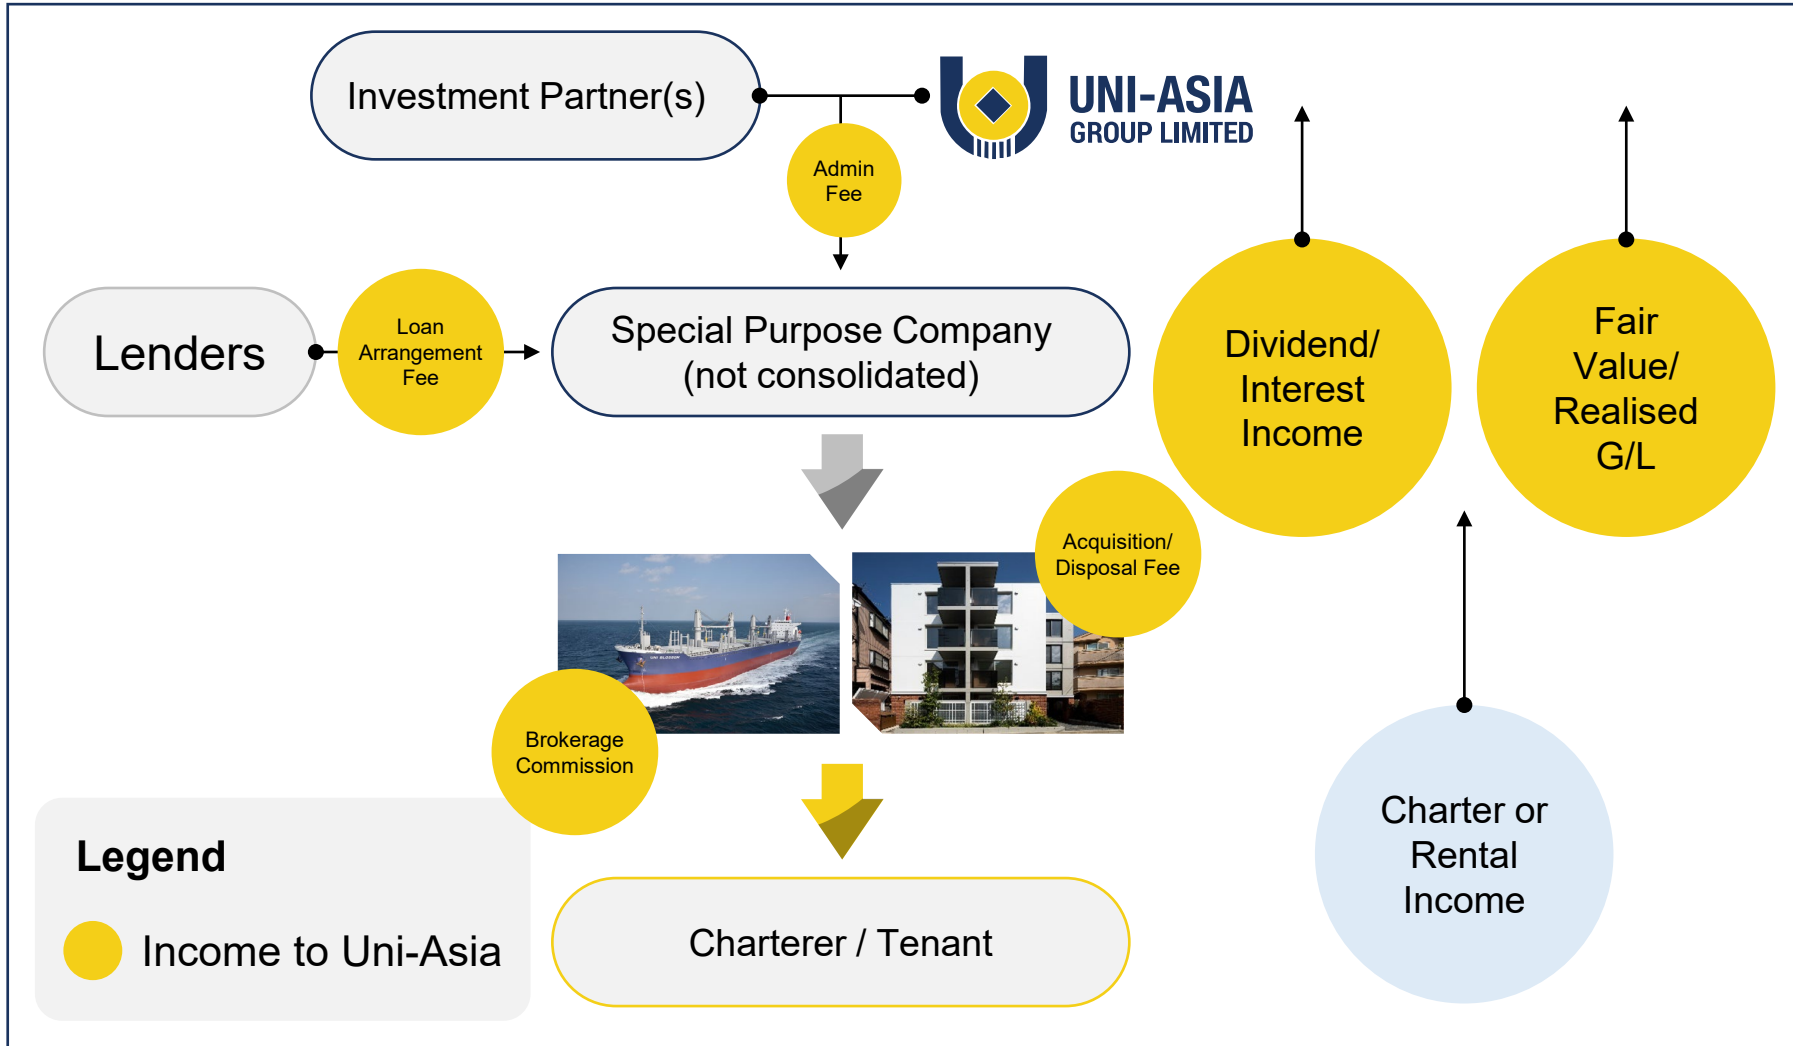 Investment Partner(s)
UNI-ASIA
GROUP LIMITED
Admin
Fee
Lenders
Loan
Arrangement
Fee
Special Purpose Company
(not consolidated)
Dividend/
Interest
Income
Fair
Value/
Realised
G/L
Acquisition/
Disposal Fee
UNI BLOSSOM
Brokerage
Commission
Charter or
Rental
Income
Legend
Income to Uni-Asia
Charterer / Tenant